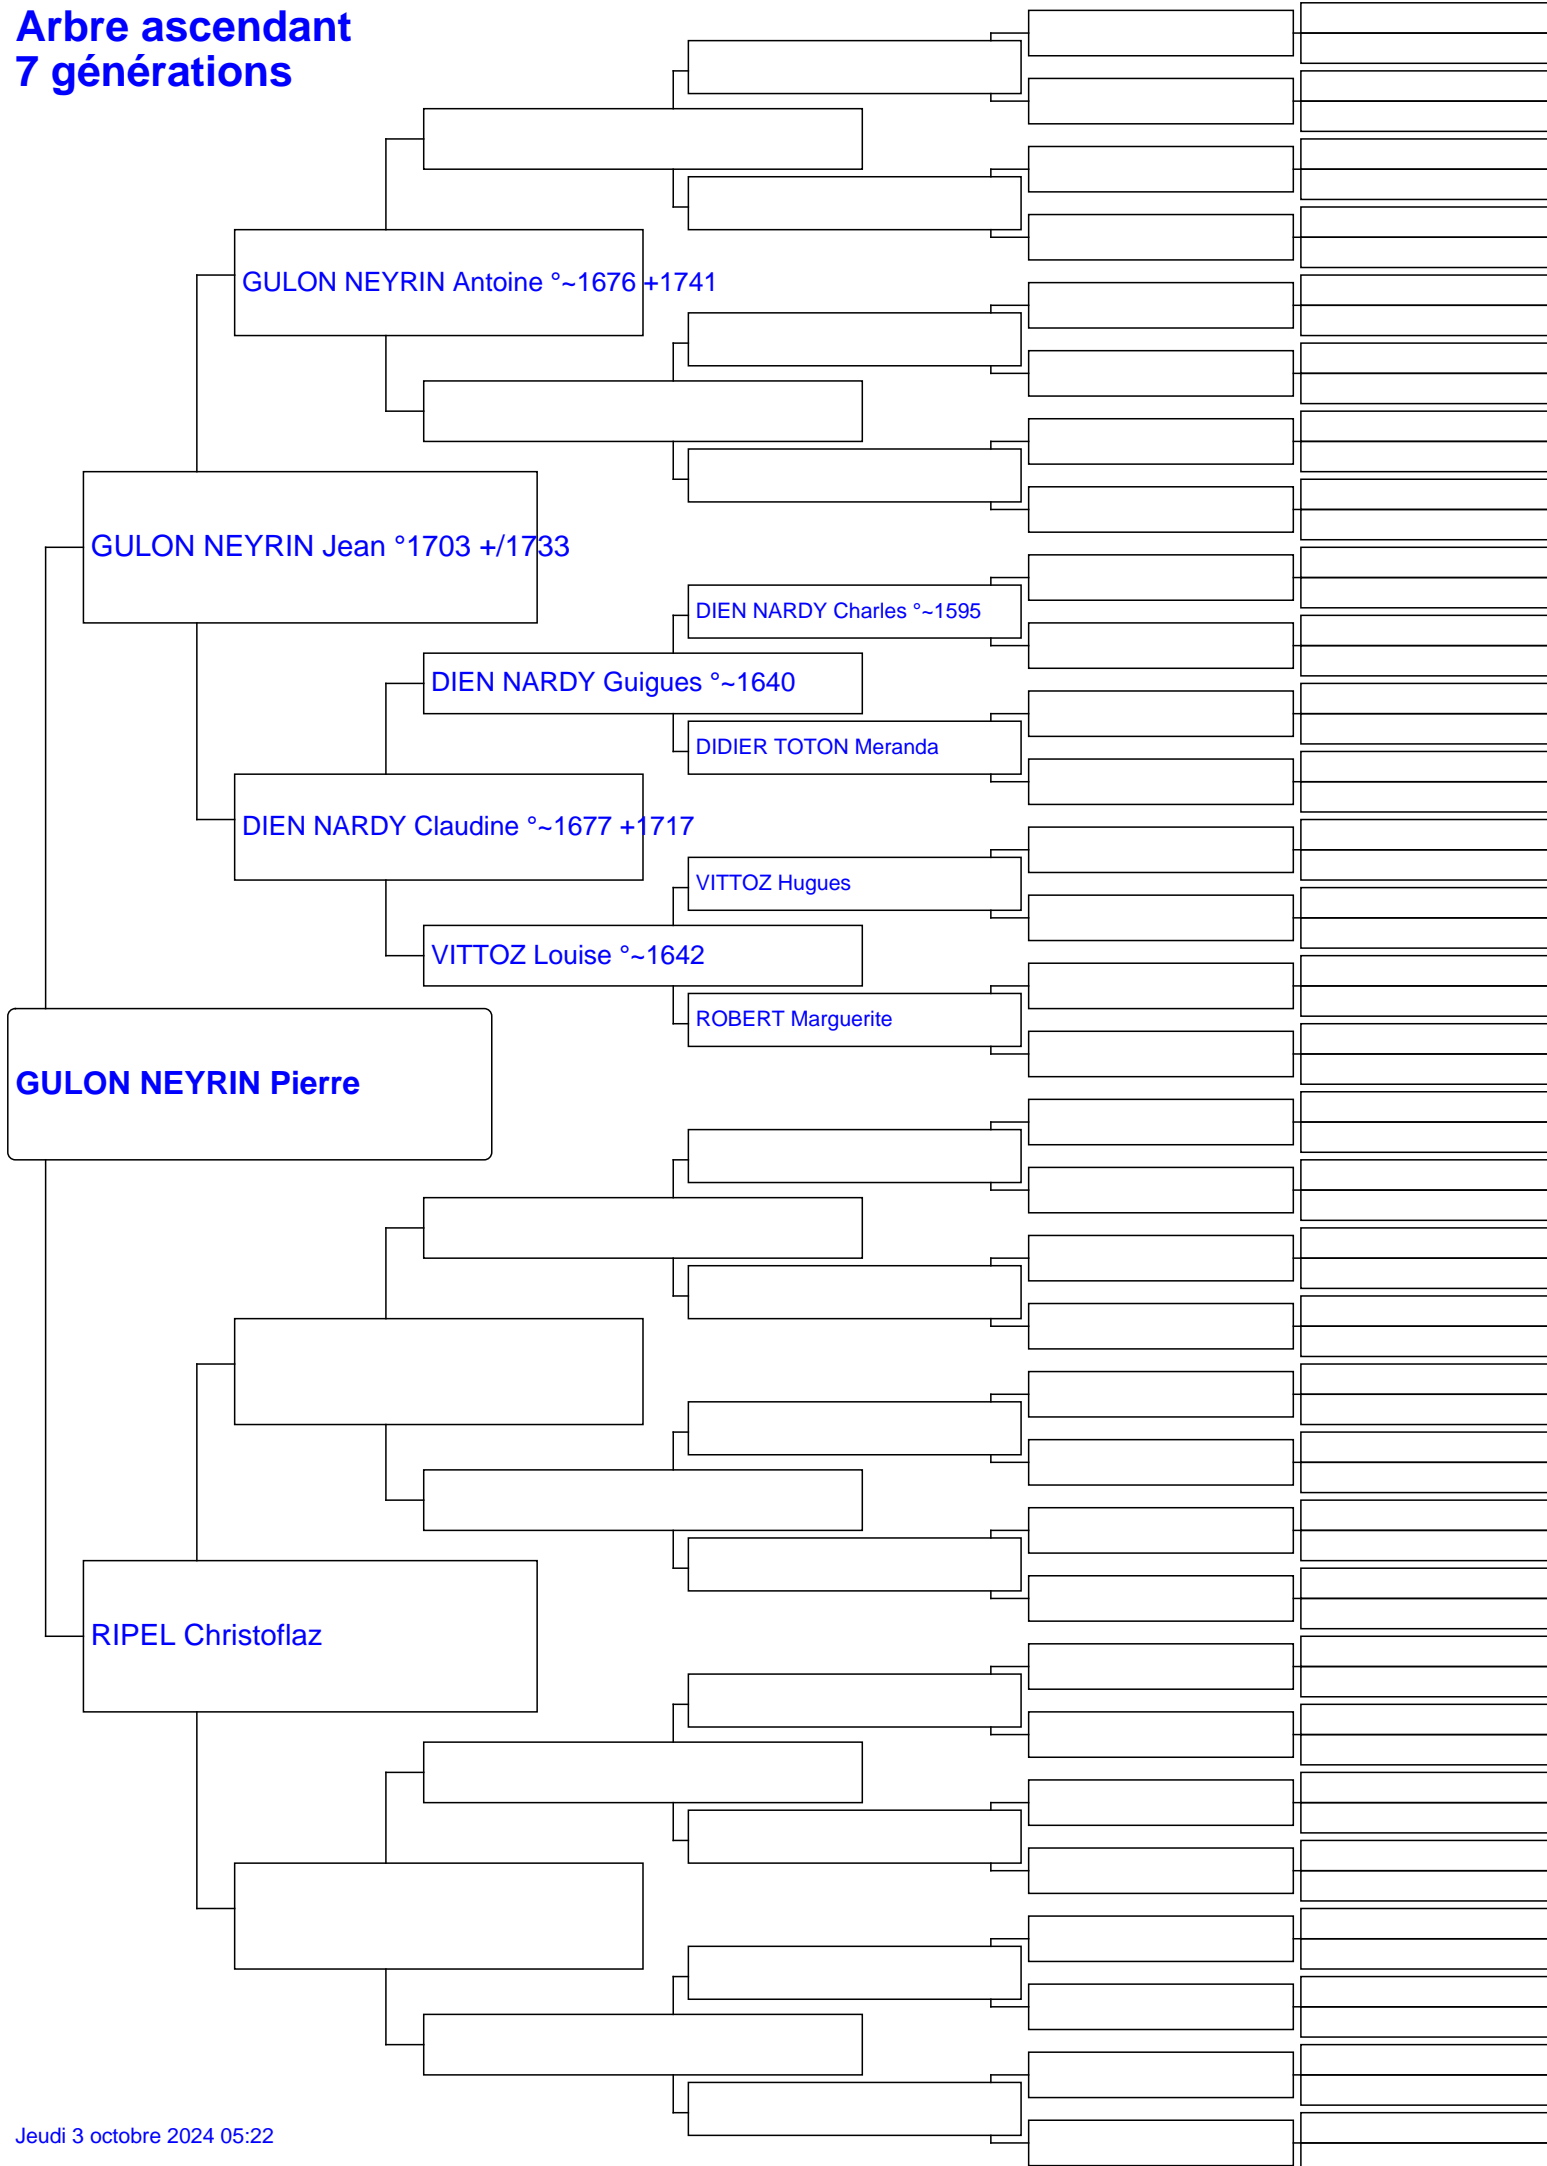 Arbre ascendant
7 générations
GULON NEYRIN Antoine °~1676 +1741
GULON NEYRIN Jean °1703 +/1733
DIEN NARDY Charles °~1595
DIEN NARDY Guigues °~1640
DIDIER TOTON Meranda
DIEN NARDY Claudine °~1677 +1717
VITTOZ Hugues
VITTOZ Louise °~1642
ROBERT Marguerite
GULON NEYRIN Pierre
RIPEL Christoflaz
Jeudi 3 octobre 2024 05:22